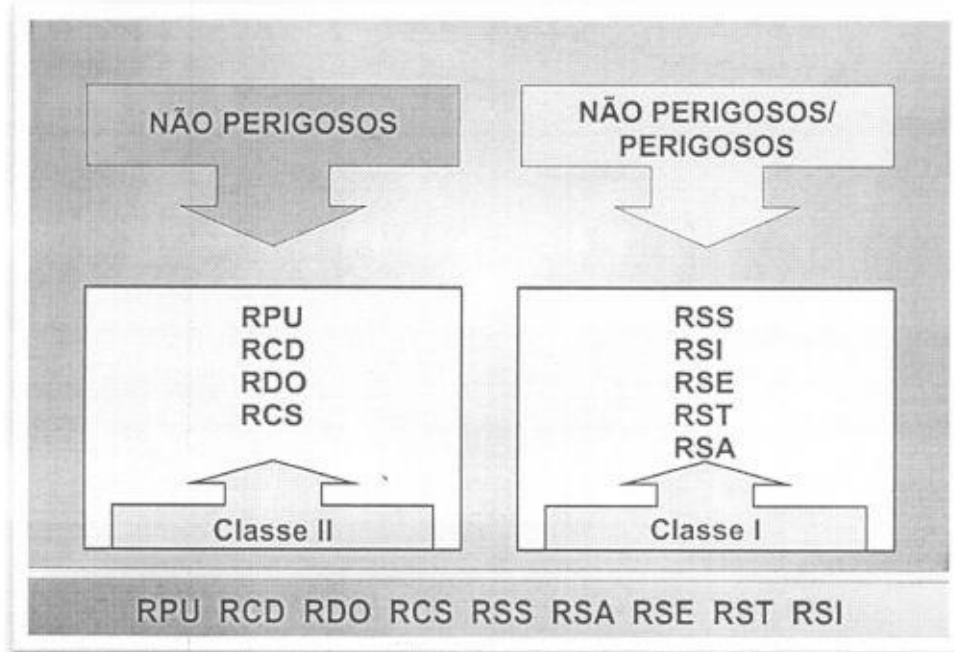 NÃO PERIGOSOS
NÃO PERIGOSOS/
PERIGOSOS
RPU
RCD
RDO
RCS
Classe II
RSS
RSI
RSE
RST
RSA
Classe I
RPU RCD RDO RCS RSS RSA RSE RST RSI